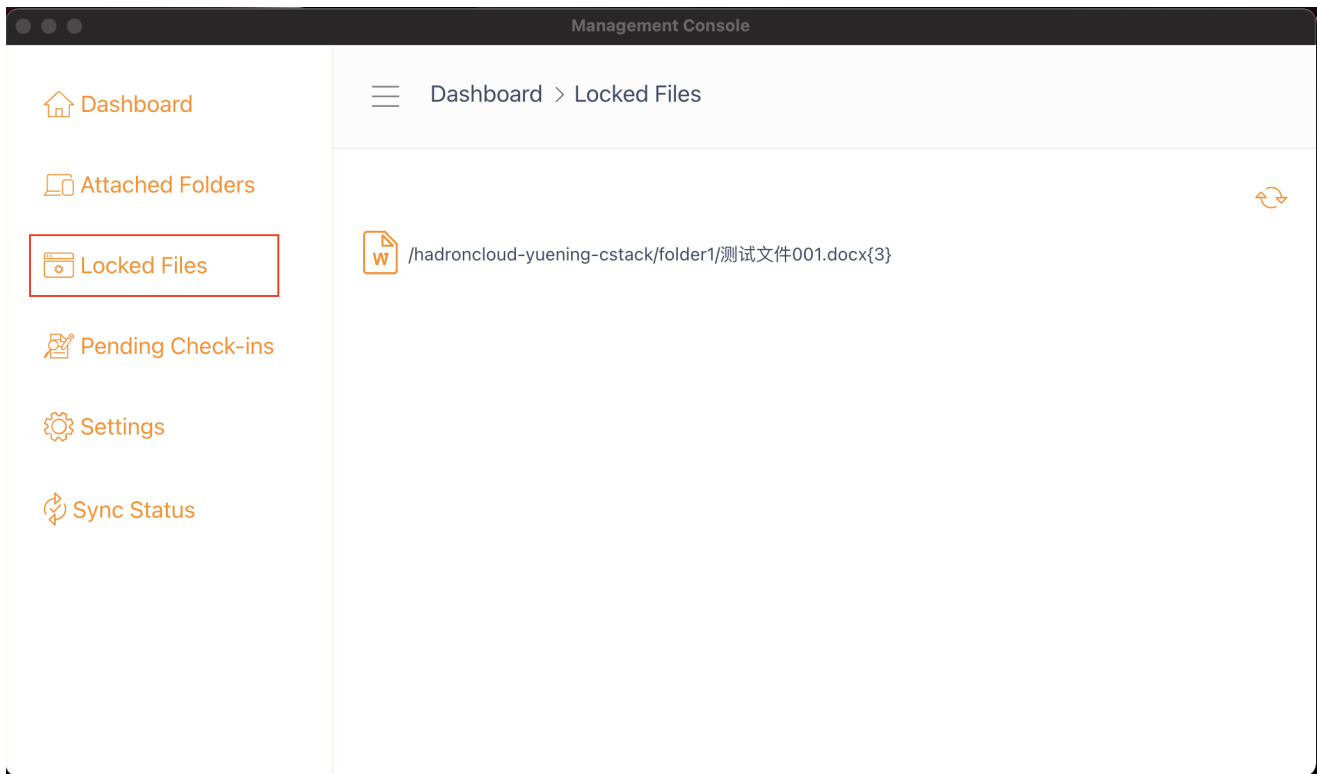 Management Console
Dashboard
Attached Folders
Locked Files
Pending Check-ins
Settings
Sync Status
Dashboard > Locked Files
W /hadroncloud-yuening-cstack/folder1/测试文件001.docx{3}